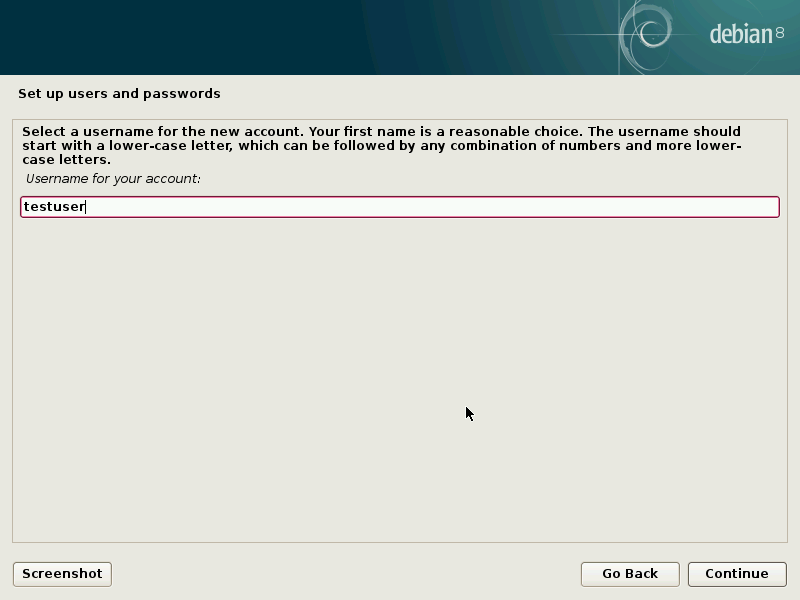 debian 8
Set up users and passwords
Select a username for the new account. Your first name is a reasonable choice. The username should
start with a lower-case letter, which can be followed by any combination of numbers and more lower-
case letters.
Username for your account:
testuser
Screenshot
Go Back
Continue